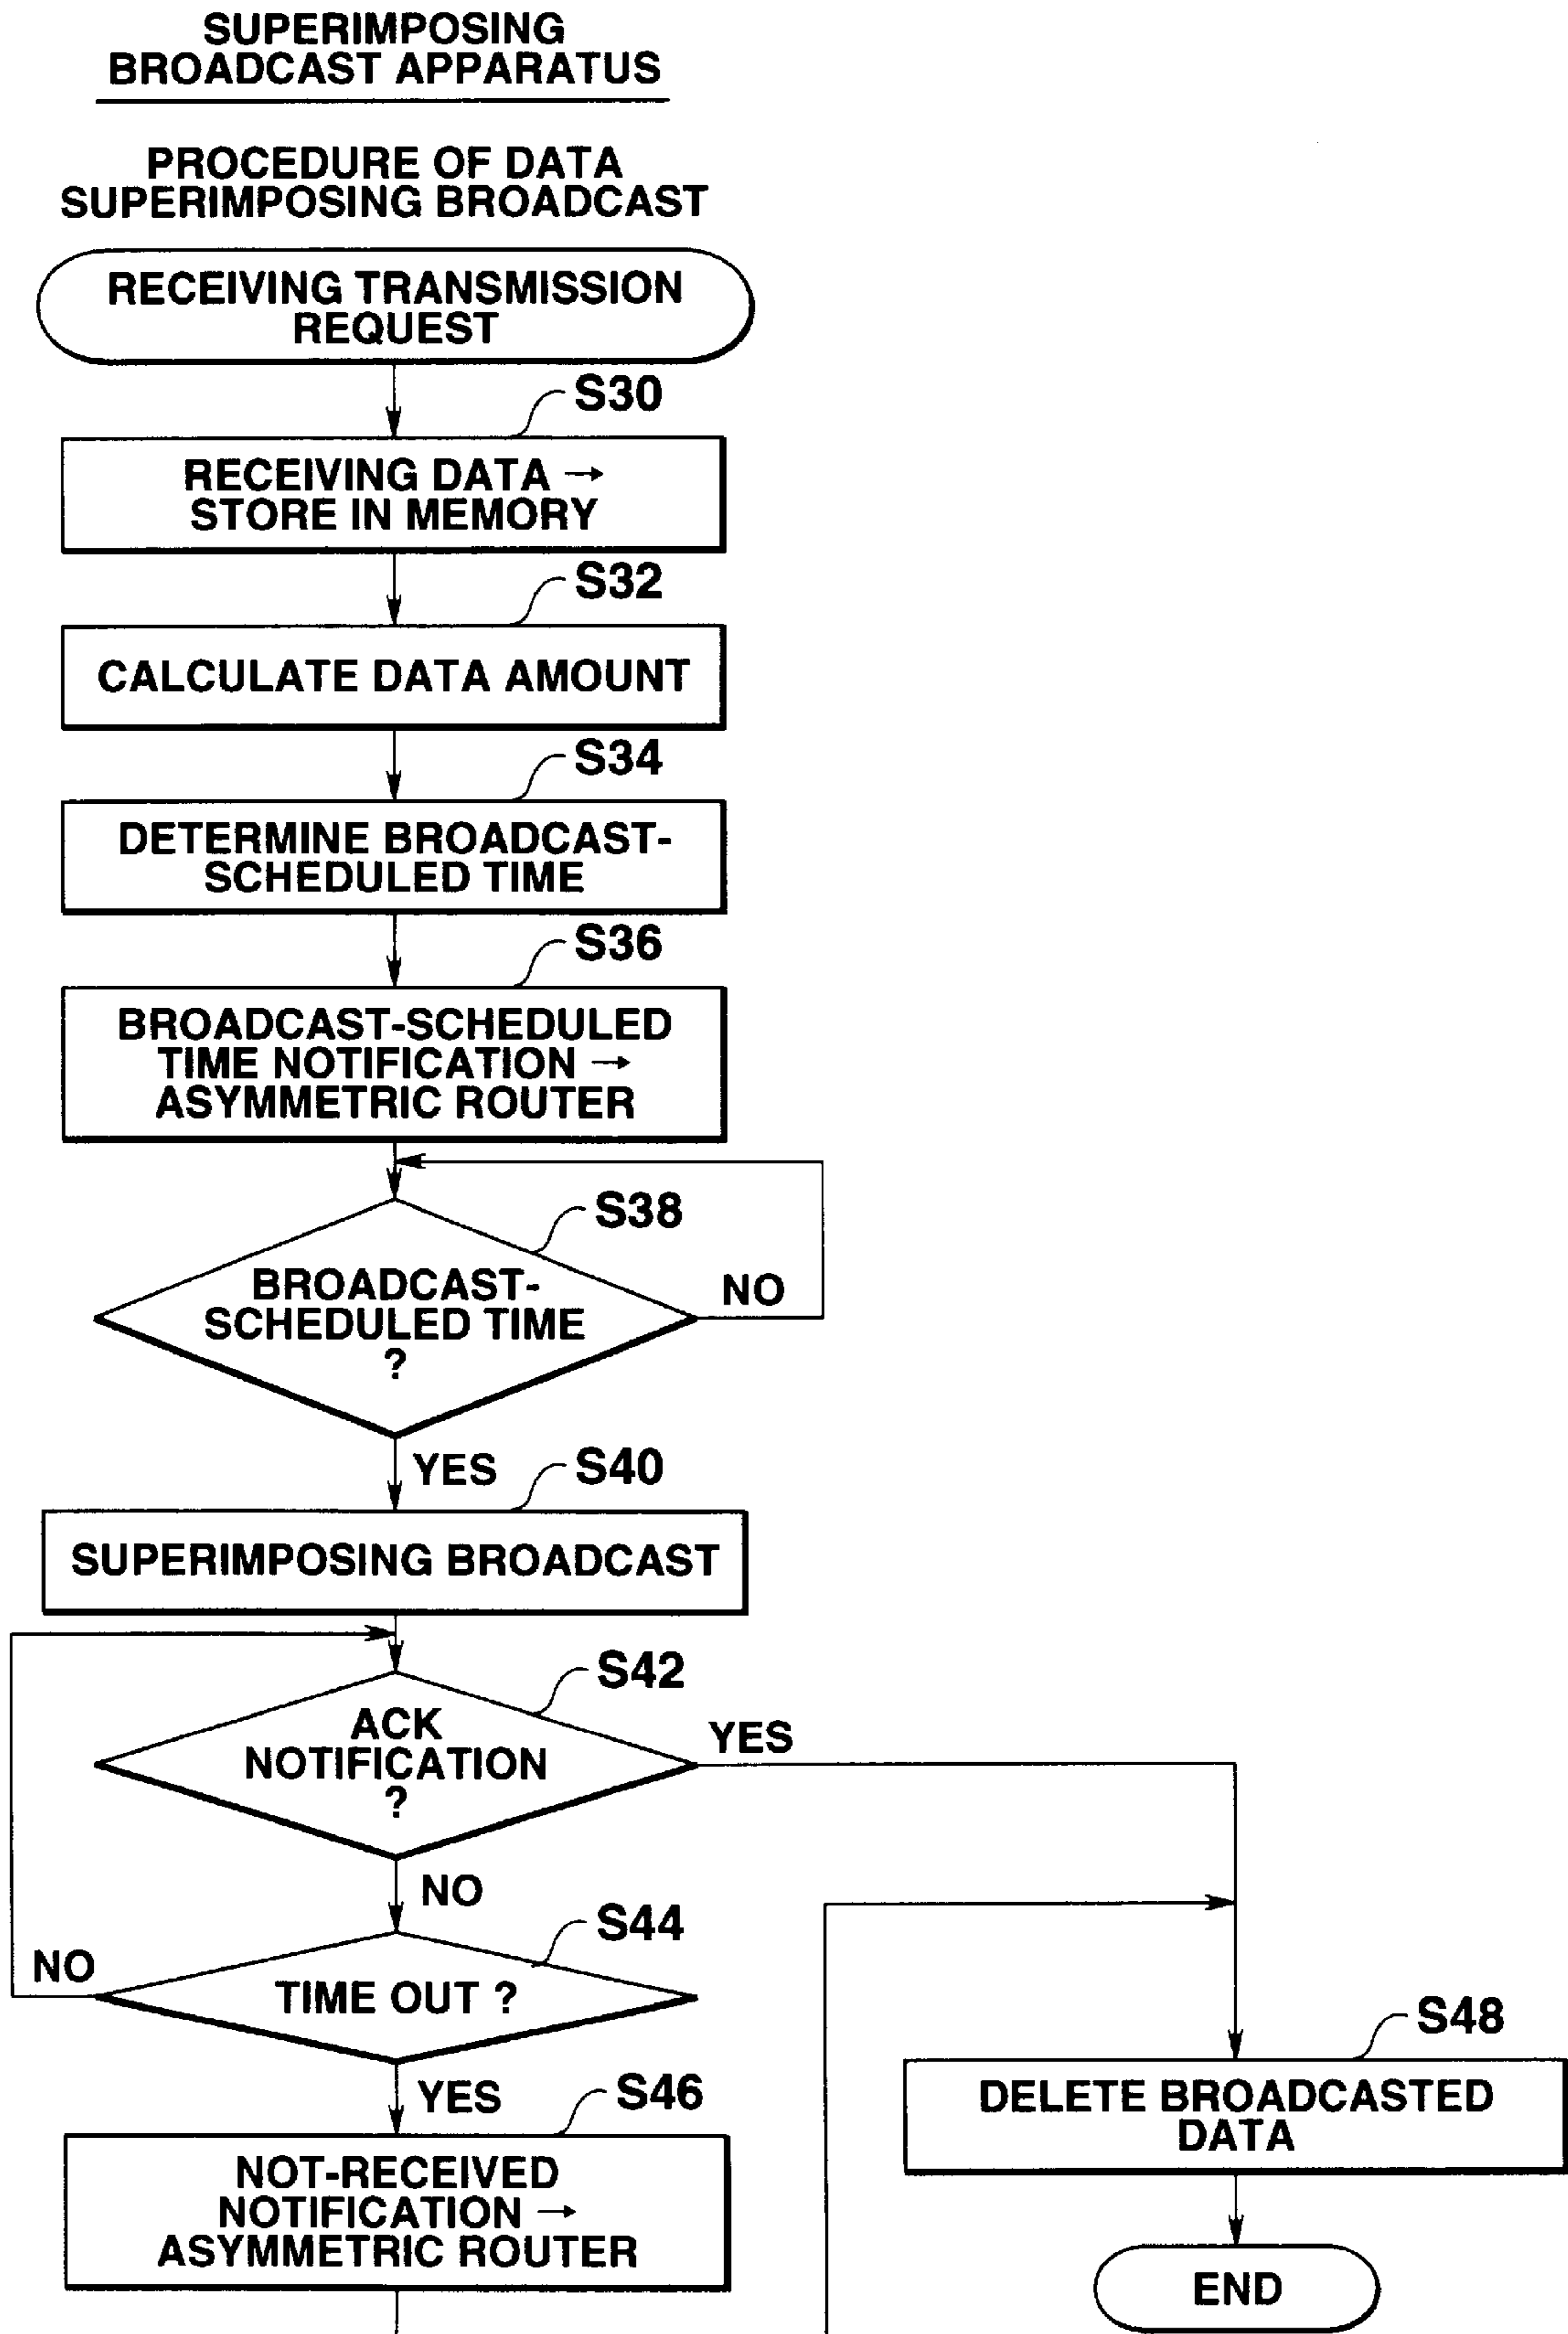 SUPERIMPOSING
BROADCAST APPARATUS
PROCEDURE OF DATA
SUPERIMPOSING BROADCAST
RECEIVING TRANSMISSION
REQUEST
S30
RECEIVING DATA →
STORE IN MEMORY
S32
CALCULATE DATA AMOUNT
S34
DETERMINE BROADCAST-
SCHEDULED TIME
S36
BROADCAST-SCHEDULED
TIME NOTIFICATION →
ASYMMETRIC ROUTER
S38
BROADCAST-
SCHEDULED TIME
?
NO
YES
S40
SUPERIMPOSING BROADCAST
S42
ACK
NOTIFICATION
?
YES
NO
S44
TIME OUT ?
NO
YES
S46
NOT-RECEIVED
NOTIFICATION →
ASYMMETRIC ROUTER
S48
DELETE BROADCASTED
DATA
END